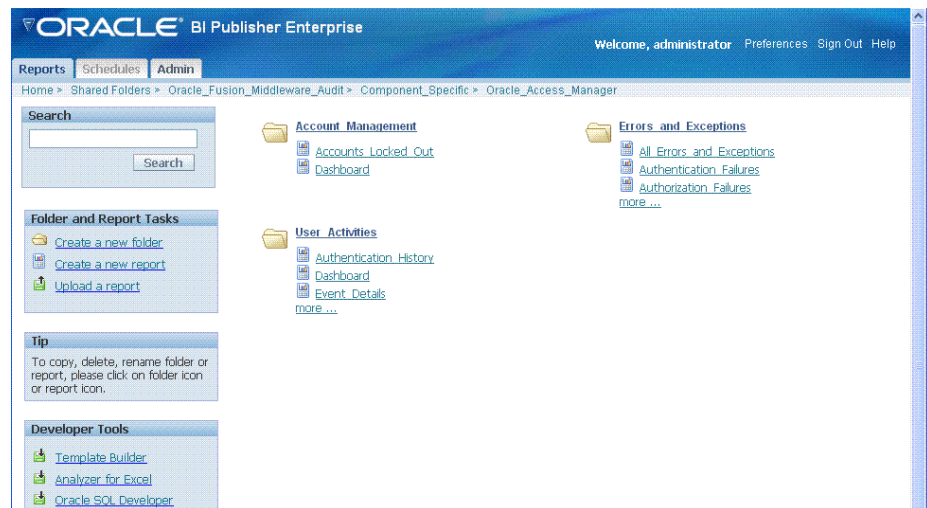 ORACLE® BI Publisher Enterprise
Welcome, administrator Preferences Sign Out Help
Reports Schedules Admin
Home > Shared Folders > Oracle_Fusion_Middleware_Audit > Component_Specific > Oracle_Access_Manager
Search
Search
Folder and Report Tasks
Create a new folder
Create a new report
Upload a report
Tip
To copy, delete, rename folder or
report, please click on folder icon
or report icon.
Developer Tools
Template Builder
Analyzer for Excel
Oracle SQL Developer
Account_Management
Accounts_Locked_Out
Dashboard
Errors_and_Exceptions
All_Errors_and_Exceptions
Authentication_Failures
Authorization_Failures
more ...
User_Activities
Authentication_History
Dashboard
Event_Details
more ...